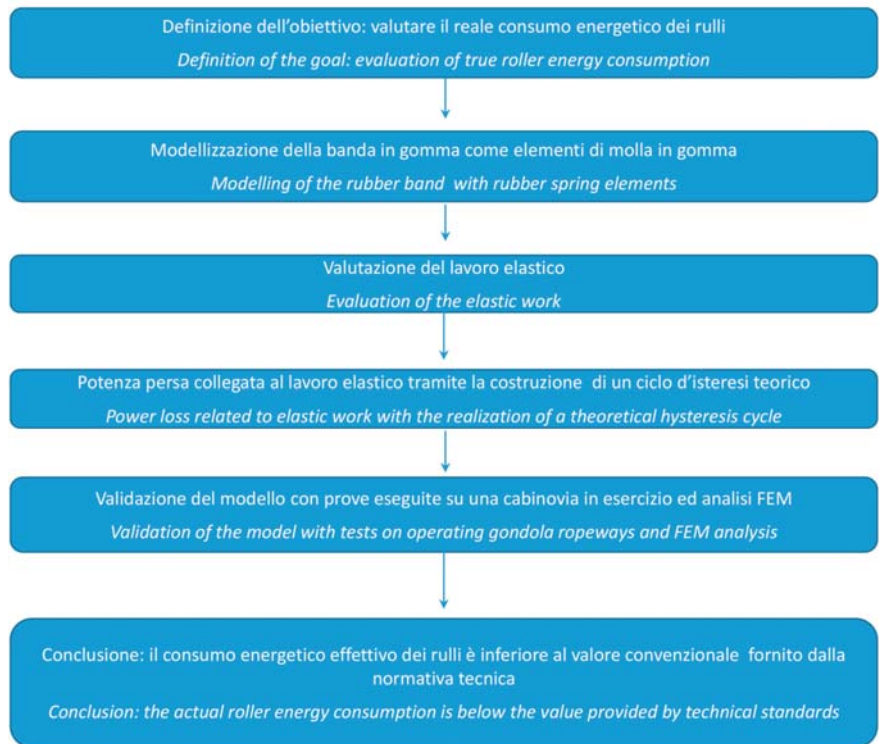 Definizione dell'obiettivo: valutare il reale consumo energetico dei rulli
Definition of the goal: evaluation of true roller energy consumption
Modellizzazione della banda in gomma come elementi di molla in gomma
Modelling of the rubber band with rubber spring elements
Valutazione del lavoro elastico
Evaluation of the elastic work
Potenza persa collegata al lavoro elastico tramite la costruzione di un ciclo d'isteresi teorico
Power loss related to elastic work with the realization of a theoretical hysteresis cycle
Validazione del modello con prove eseguite su una cabinovia in esercizio ed analisi FEM
Validation of the model with tests on operating gondola ropeways and FEM analysis
Conclusione: il consumo energetico effettivo dei rulli è inferiore al valore convenzionale fornito dalla
normativa tecnica
Conclusion: the actual roller energy consumption is below the value provided by technical standards